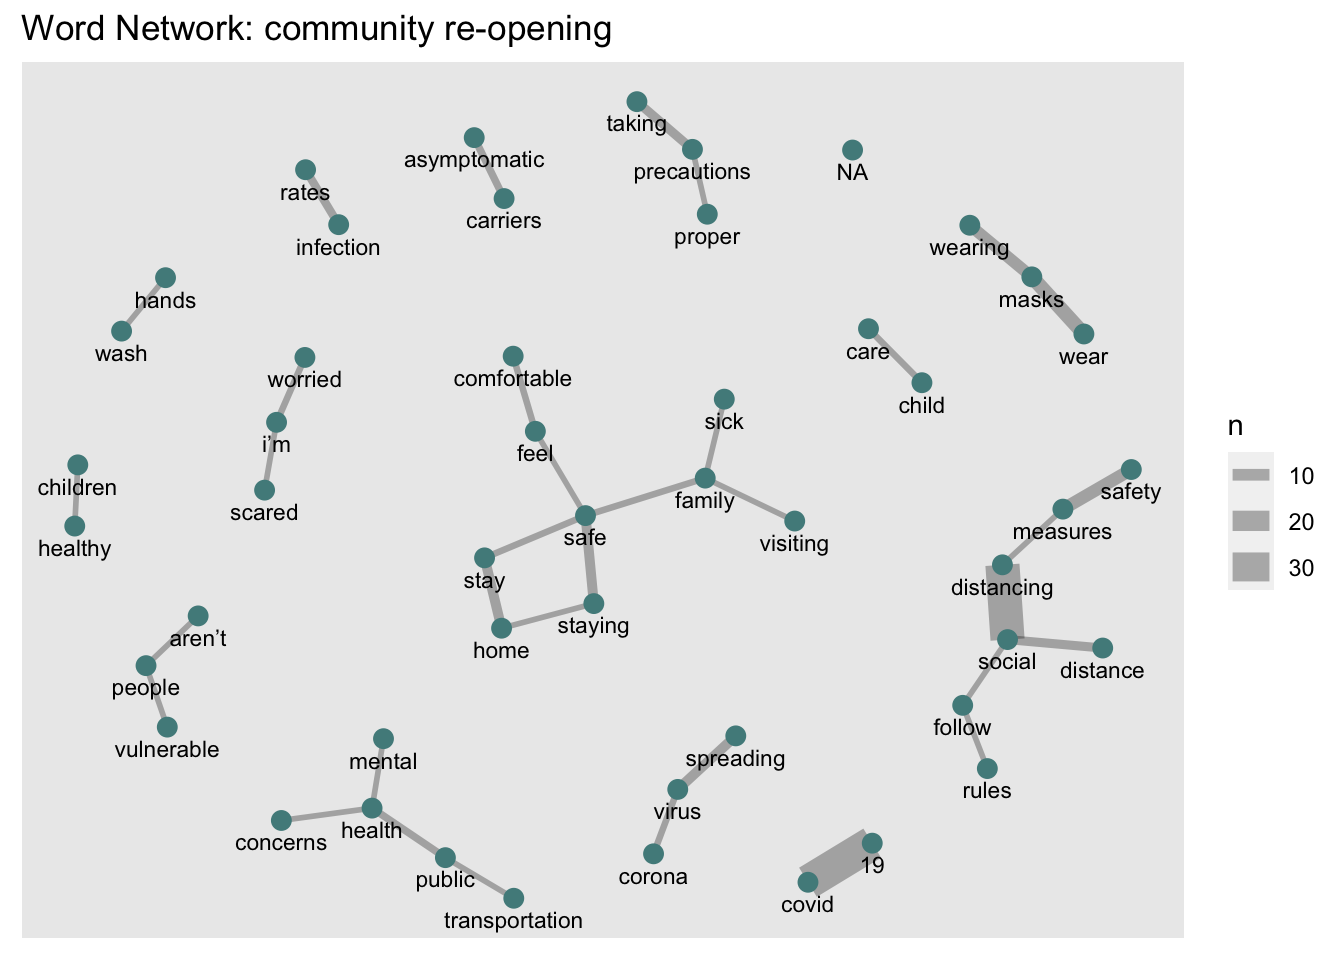 Word Network: community re-opening
taking
asymptomatic
precautions
NA
rates
carriers
proper
infection
wearing
hands
masks
wash
care
wear
worried
comfortable
child
sick
i’m
feel
children
family
safety
scared
measures
healthy
safe
visiting
stay
distancing
aren’t
staying
home
social
distance
people
vulnerable
follow
mental
spreading
rules
virus
health
concerns
19
public
corona
covid
transportation
n
10
20
30